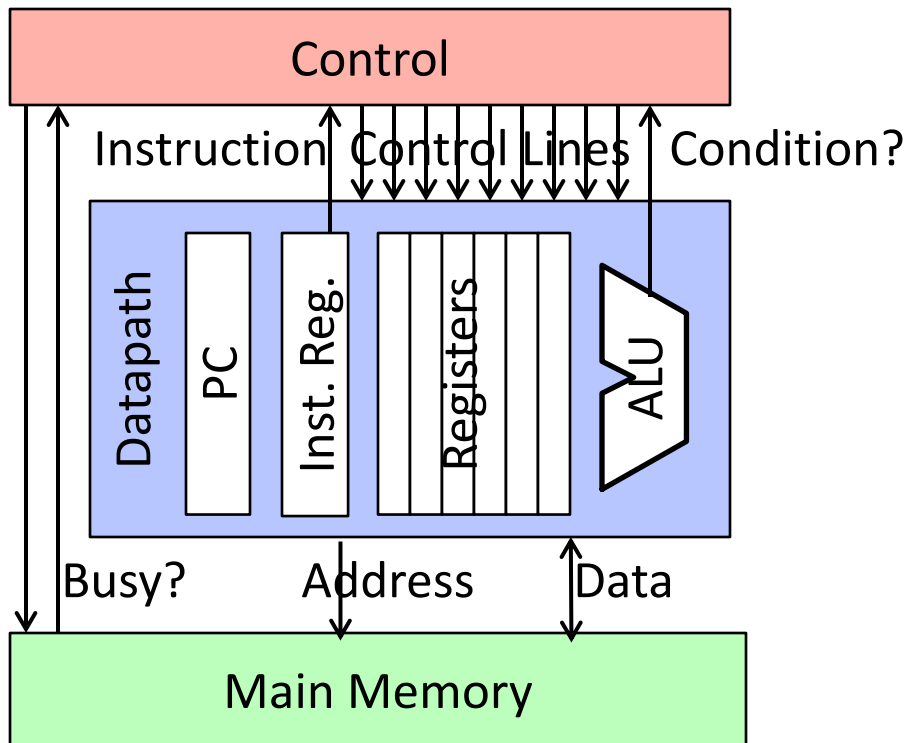 Control
Instruction
Control Lines
Condition?
Datapath
PC
Inst. Reg.
Registers
ALU
Busy?
Address
Data
Main Memory